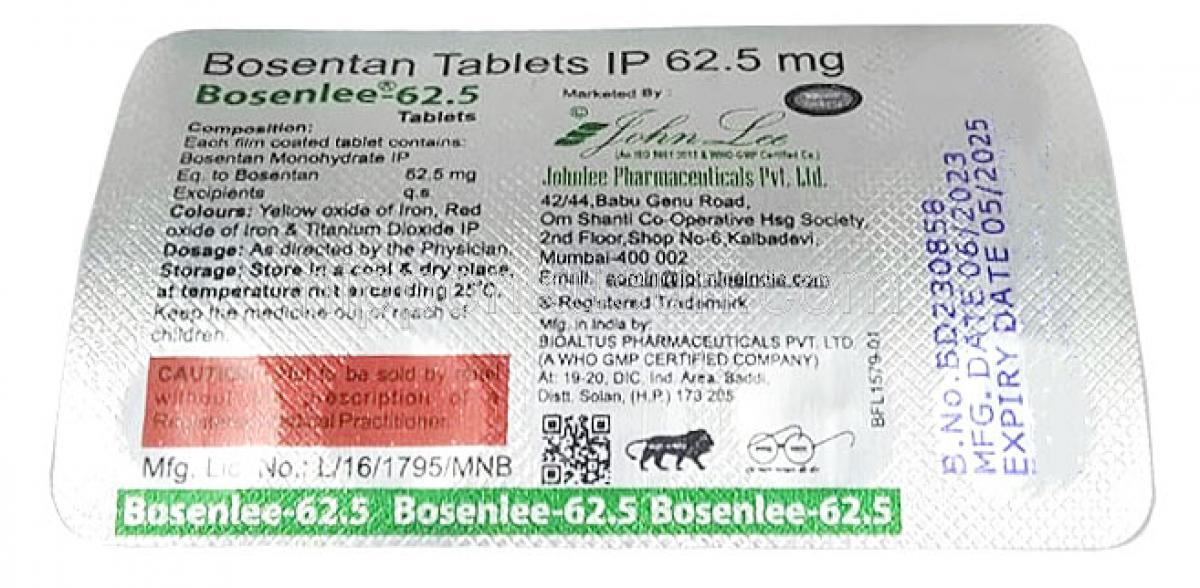 Bosentan Tablets IP 62.5 mg
Bosenlee®-62.5
Tablets
Composition:
Each film coated tablet contains:
Bosentan Monohydrate IP
Eq. to Bosentan 62.5 mg
Excipients q.s.
Colours: Yellow oxide of Iron, Red
oxide of Iron & Titanium Dioxide IP
Dosage: As directed by the Physician.
Storage: Store in a cool & dry place,
at temperature not exceeding 25°C.
Keep the medicine out of reach of
children.
CAUTION: Not to be sold by retail
without prescription of a
Registered Medical Practitioner.
Mfg. Lic. No.: L/16/1795/MNB
Marketed By :
©
John Lee
(An ISO & WHO-GMP Certified Co.)
Johnlee Pharmaceuticals Pvt. Ltd.
42/44,Babu Genu Road,
Om Shanti Co-Operative Hsg Society,
2nd Floor,Shop No-6,Kalbadevi,
Mumbai-400 002
Email.
®-Registered Trademark
Mfg. in India by:
BIOALTUS PHARMACEUTICALS PVT. LTD.
(A WHO GMP CERTIFIED COMPANY)
At: 19-20, DIC, Ind. Area, Baddi,
Distt. Solan, (H.P.) 173 205
BFL1579-01
B.No.BD230858
MFG.DATE 06/2023
EXPIRY DATE 05/2025
Bosenlee-62.5 Bosenlee-62.5 Bosenlee-62.5